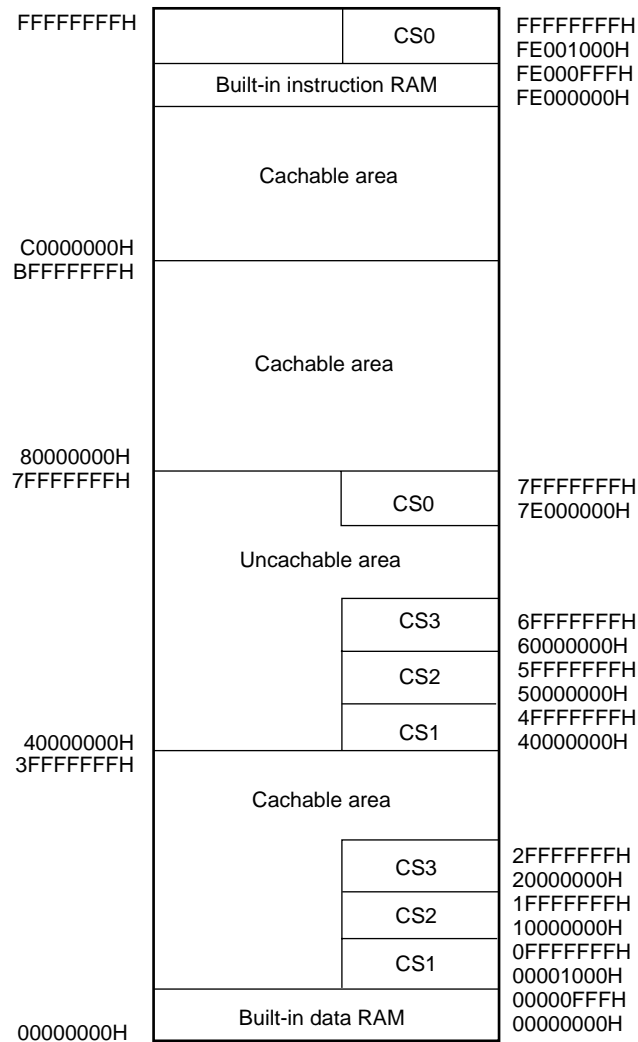 FFFFFFFFH
CS0
FFFFFFFFH
FE001000H
Built-in instruction RAM
FE000FFFH
FE000000H
Cachable area
C0000000H
BFFFFFFFH
Cachable area
80000000H
7FFFFFFFH
CS0
7FFFFFFFH
7E000000H
Uncachable area
CS3
6FFFFFFFH
60000000H
CS2
5FFFFFFFH
50000000H
CS1
4FFFFFFFH
40000000H
40000000H
3FFFFFFFH
Cachable area
CS3
2FFFFFFFH
20000000H
CS2
1FFFFFFFH
10000000H
CS1
0FFFFFFFH
00001000H
Built-in data RAM
00000FFFH
00000000H
00000000H